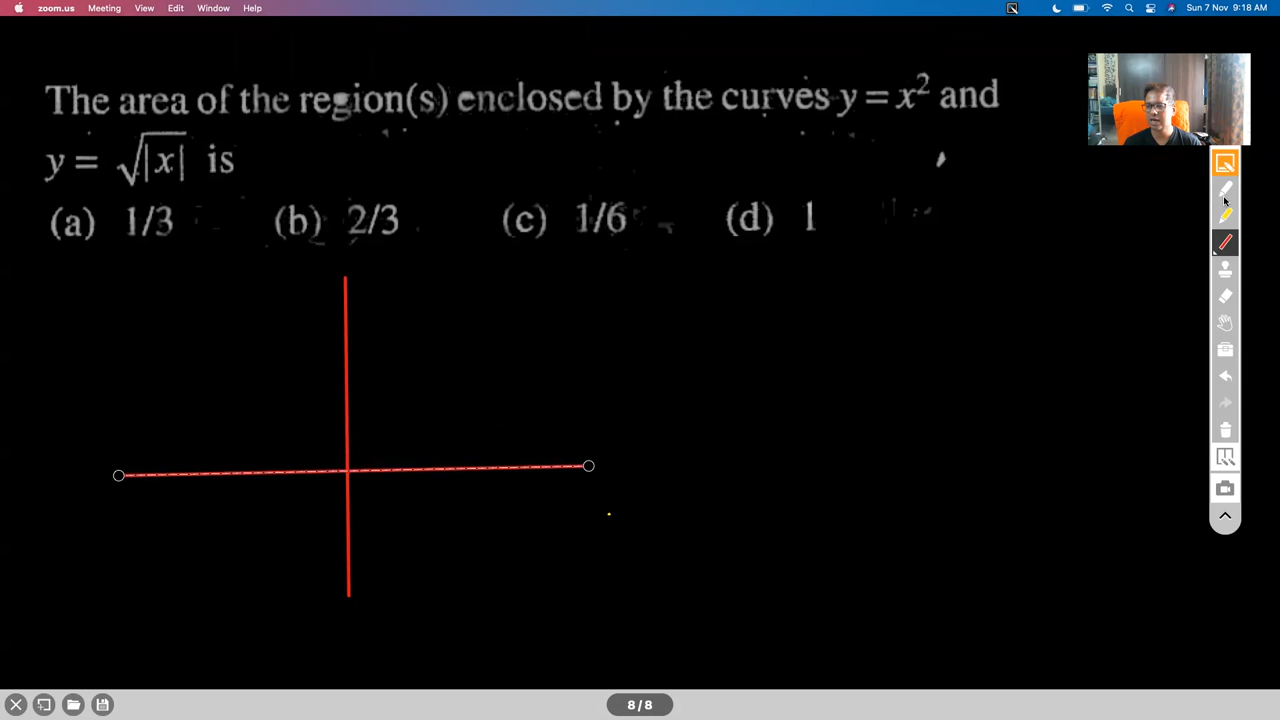 zoom.us Meeting View Edit Window Help Sun 7 Nov 9:18 AM
The area of the region(s) enclosed by the curves y = x² and
y = √|x| is
(a) 1/3 (b) 2/3 (c) 1/6 (d) 1
8 / 8